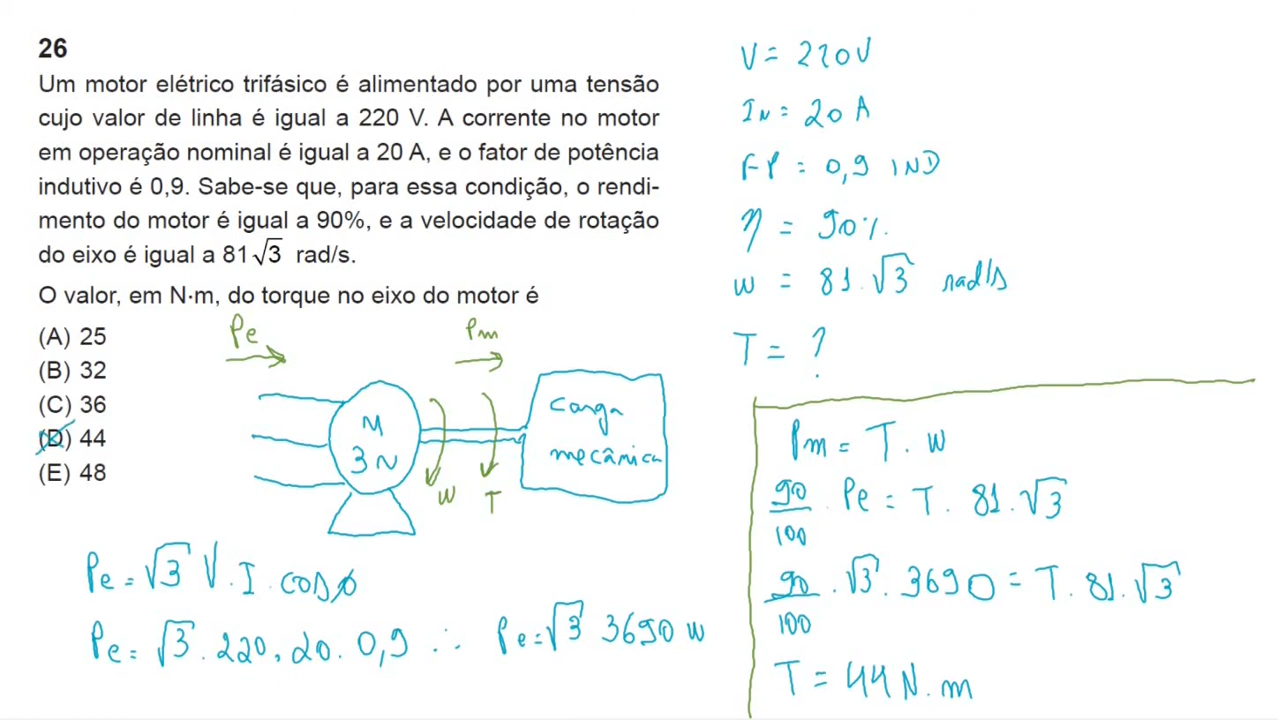 26
Um motor elétrico trifásico é alimentado por uma tensão
cujo valor de linha é igual a 220 V. A corrente no motor
em operação nominal é igual a 20 A, e o fator de potência
indutivo é 0,9. Sabe-se que, para essa condição, o rendi-
mento do motor é igual a 90%, e a velocidade de rotação
do eixo é igual a 81√3 rad/s.
O valor, em N·m, do torque no eixo do motor é
(A) 25
(B) 32
(C) 36
(D) 44
(E) 48
Pe
Pm
M
3N
W
T
carga
mecânica
Pe = √3 V . I . cosø
Pe = √3 . 220 . 20 . 0,9 ∴ Pe = √3 3690 W
V = 220V
IN = 20 A
FP = 0,9 IND
η = 90%
w = 81.√3 rad/s
T = ?
Pm = T . w
90/100 . Pe = T . 81.√3
90/100 . √3 . 3690 = T . 81.√3
T = 44 N.m